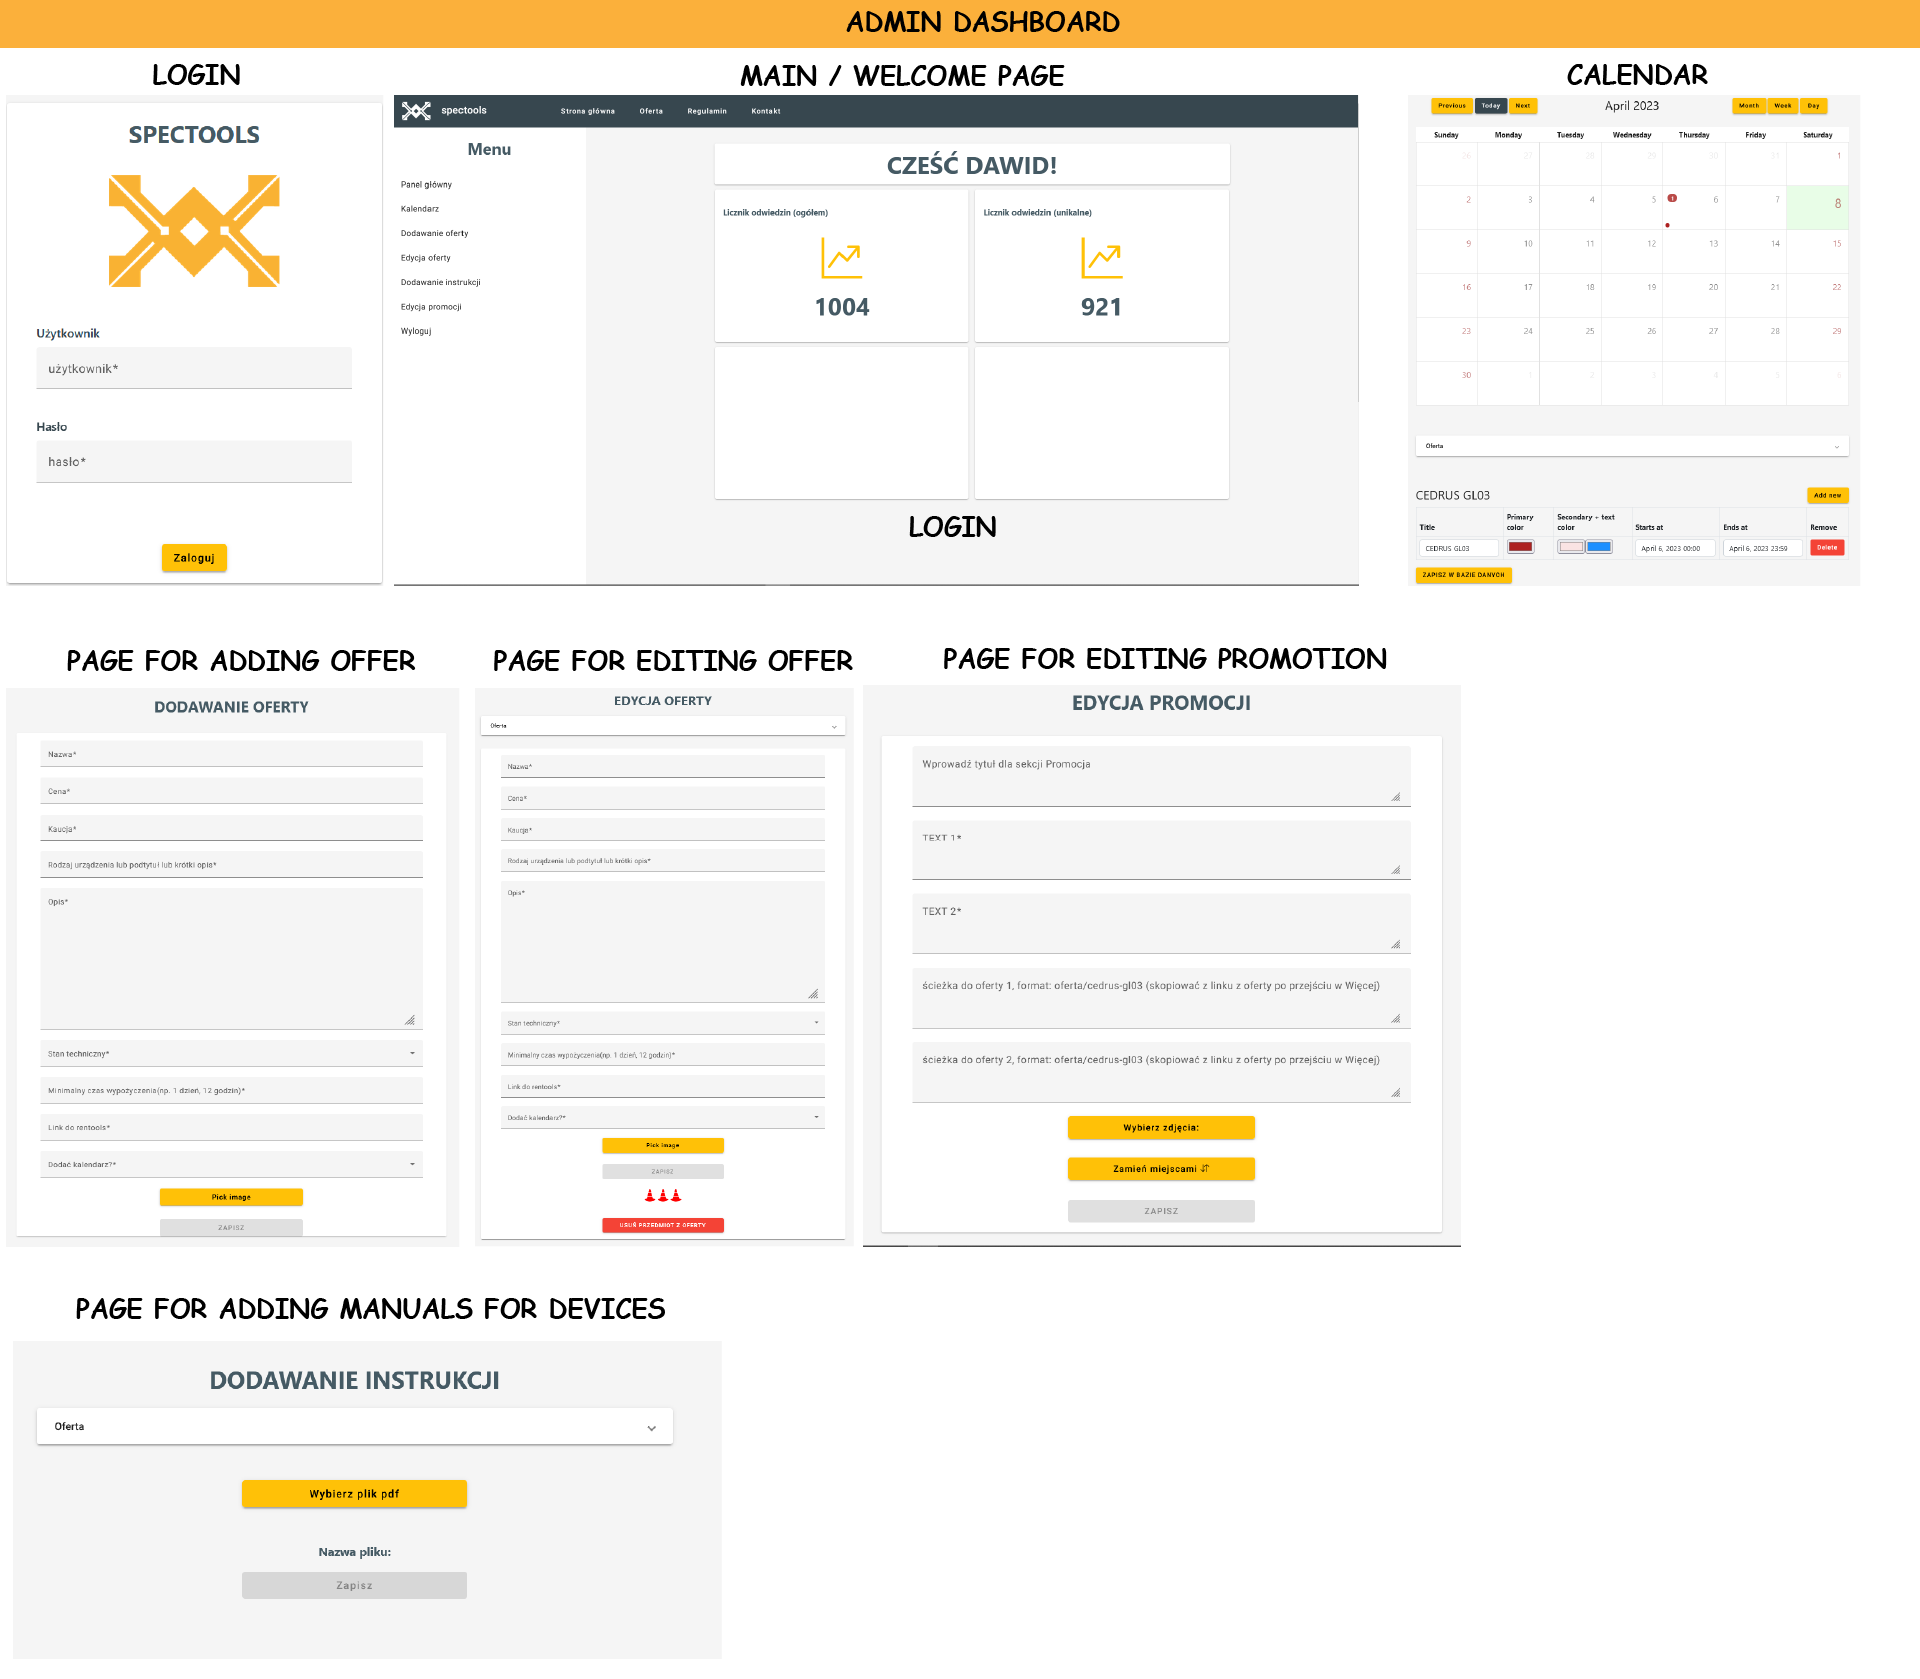 ADMIN DASHBOARD
LOGIN
SPECTOOLS
Użytkownik
użytkownik*
Hasło
hasło*
Zaloguj
MAIN / WELCOME PAGE
spectools Strona główna Oferta Regulamin Kontakt
Menu
Panel główny
Kalendarz
Dodawanie oferty
Edycja oferty
Dodawanie instrukcji
Edycja promocji
Wyloguj
CZEŚĆ DAWID!
Licznik odwiedzin (ogółem)
1004
Licznik odwiedzin (unikalne)
921
LOGIN
CALENDAR
Previous Today Next April 2023 Month Week Day
Sunday Monday Tuesday Wednesday Thursday Friday Saturday
26 27 28 29 30 31 1
2 3 4 5 1 6 7 8
9 10 11 12 13 14 15
16 17 18 19 20 21 22
23 24 25 26 27 28 29
30 1 2 3 4 5 6
Oferta
CEDRUS GL03 Add new
Title Primary color Secondary + text color Starts at Ends at Remove
CEDRUS GL03 April 6, 2023 00:00 April 6, 2023 23:59 Delete
ZAPISZ W BAZIE DANYCH
PAGE FOR ADDING OFFER
DODAWANIE OFERTY
Nazwa*
Cena*
Kaucja*
Rodzaj urządzenia lub podtytuł lub krótki opis*
Opis*
Stan techniczny*
Minimalny czas wypożyczenia(np. 1 dzień, 12 godzin)*
Link do rentools*
Dodać kalendarz?*
Pick image
ZAPISZ
PAGE FOR EDITING OFFER
EDYCJA OFERTY
Oferta
Nazwa*
Cena*
Kaucja*
Rodzaj urządzenia lub podtytuł lub krótki opis*
Opis*
Stan techniczny*
Minimalny czas wypożyczenia(np. 1 dzień, 12 godzin)*
Link do rentools*
Dodać kalendarz?*
Pick image
ZAPISZ
USUŃ PRZEDMIOT Z OFERTY
PAGE FOR EDITING PROMOTION
EDYCJA PROMOCJI
Wprowadź tytuł dla sekcji Promocja
TEXT 1*
TEXT 2*
ścieżka do oferty 1, format: oferta/cedrus-gl03 (skopiować z linku z oferty po przejściu w Więcej)
ścieżka do oferty 2, format: oferta/cedrus-gl03 (skopiować z linku z oferty po przejściu w Więcej)
Wybierz zdjęcia:
Zamień miejscami ⇵
ZAPISZ
PAGE FOR ADDING MANUALS FOR DEVICES
DODAWANIE INSTRUKCJI
Oferta
Wybierz plik pdf
Nazwa pliku:
Zapisz